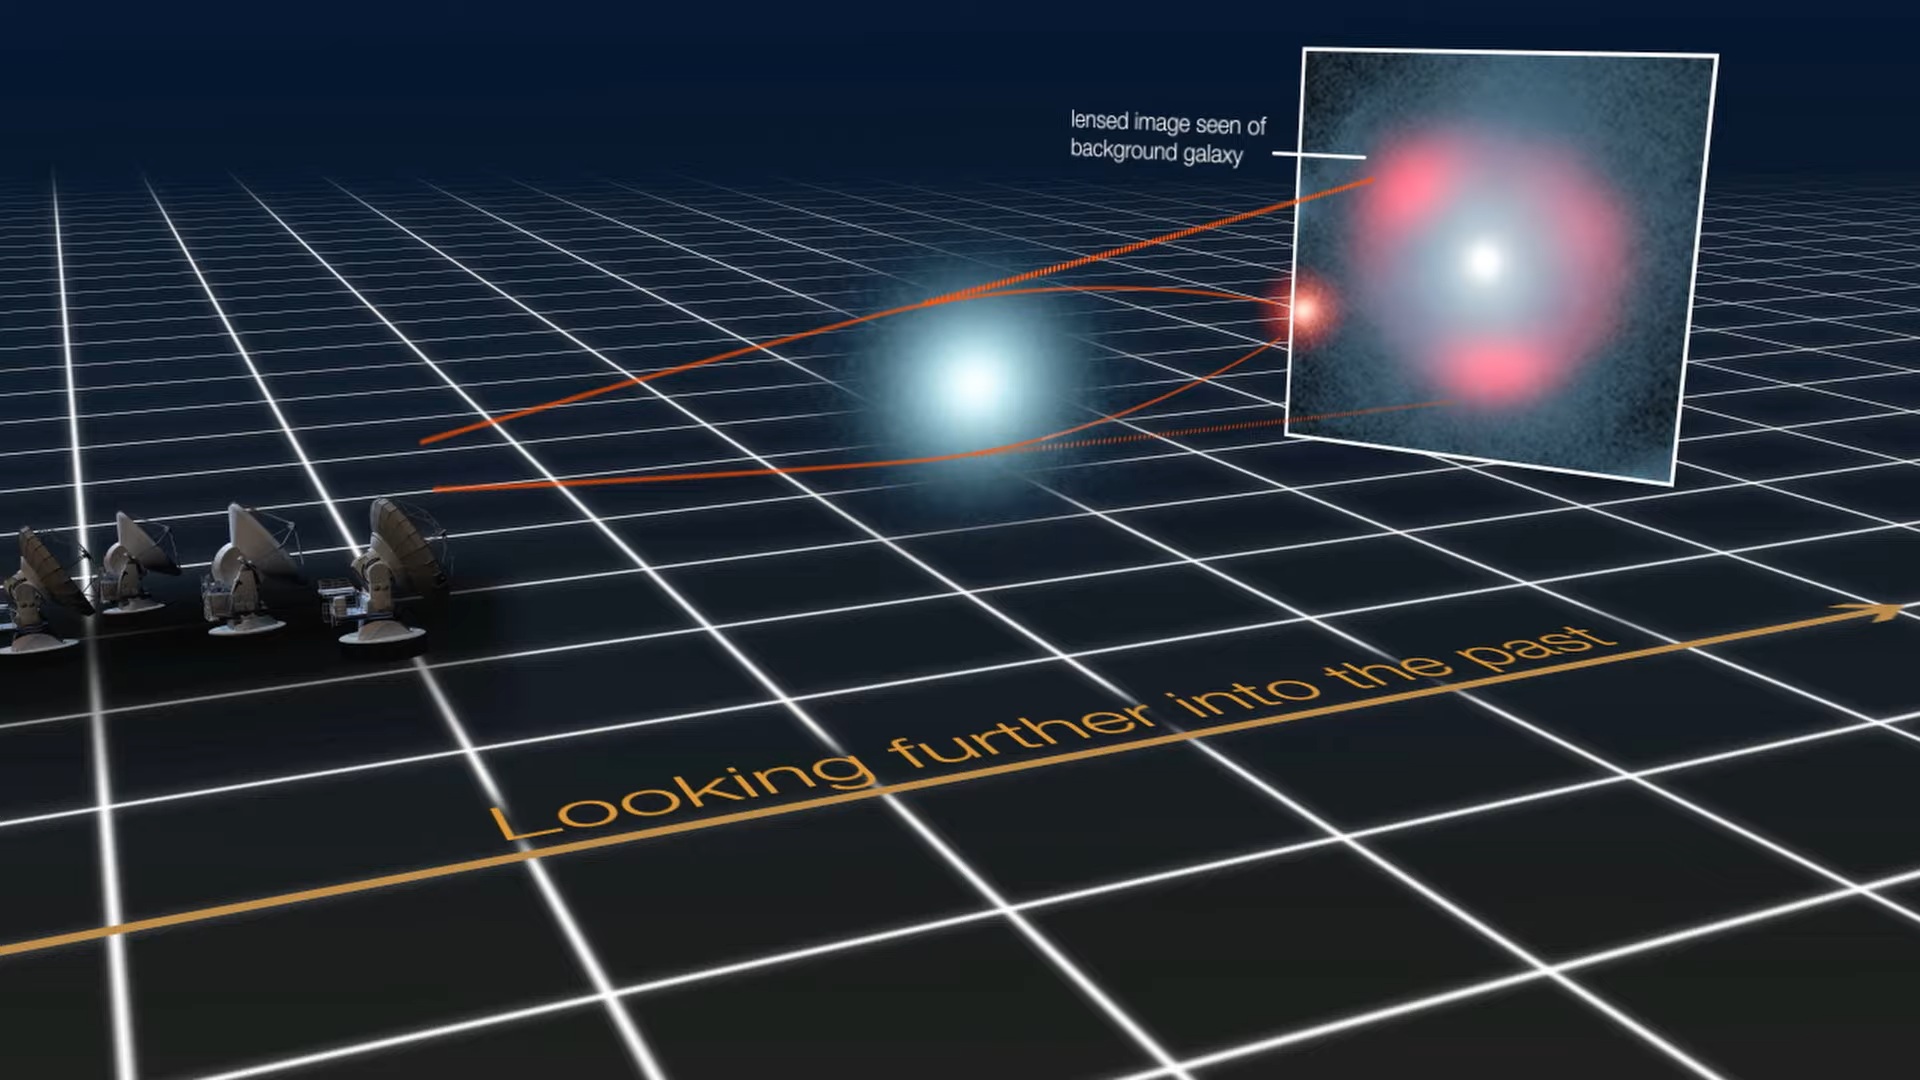 lensed image seen of
background galaxy
Looking further into the past